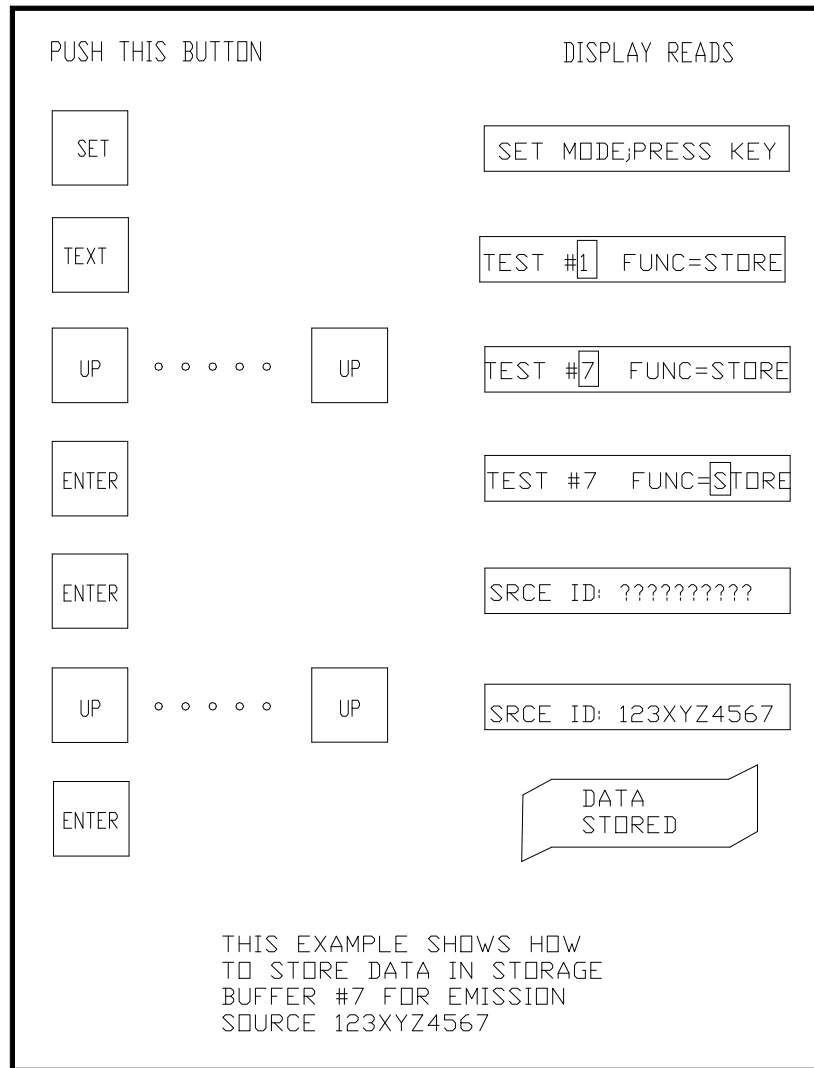 PUSH THIS BUTTON DISPLAY READS
SET SET MODE;PRESS KEY
TEXT TEST #1 FUNC=STORE
UP UP TEST #7 FUNC=STORE
ENTER TEST #7 FUNC=STORE
ENTER SRCE ID: ??????????
UP UP SRCE ID: 123XYZ4567
ENTER DATA
STORED
THIS EXAMPLE SHOWS HOW
TO STORE DATA IN STORAGE
BUFFER #7 FOR EMISSION
SOURCE 123XYZ4567